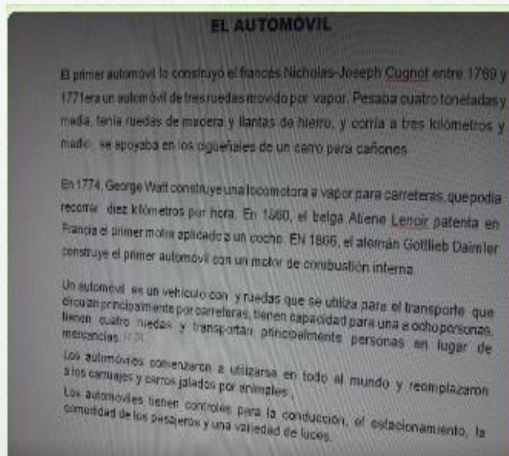 EL AUTOMÓVIL
El primer automóvil lo construyó el francés Nicholas-Joseph Cugnot entre 1769 y
1771era un automóvil de tres ruedas movido por vapor. Pesaba cuatro toneladas y
media, tenía ruedas de madera y llantas de hierro, y corría a tres kilómetros y
medio, se apoyaba en los cigüeñales de un carro para cañones
En 1774, George Watt construye una locomotora a vapor para carreteras, que podía
recorrer diez kilómetros por hora. En 1860, el belga Atiene Lenoir patenta en
Francia el primer motor aplicado a un coche. EN 1866, el alemán Gottlieb Daimler
construye el primer automóvil con un motor de combustión interna
Un automóvil es un vehículo con y ruedas que se utiliza para el transporte que
circulan principalmente por carreteras, tienen capacidad para una a ocho personas,
tienen cuatro ruedas y transportan principalmente personas en lugar de
mercancías.
Los automóviles comenzaron a utilizarse en todo el mundo y reemplazaron
a los carruajes y carros jalados por animales.
Los automóviles tienen controles para la conducción, el estacionamiento, la
comodidad de los pasajeros y una variedad de luces.